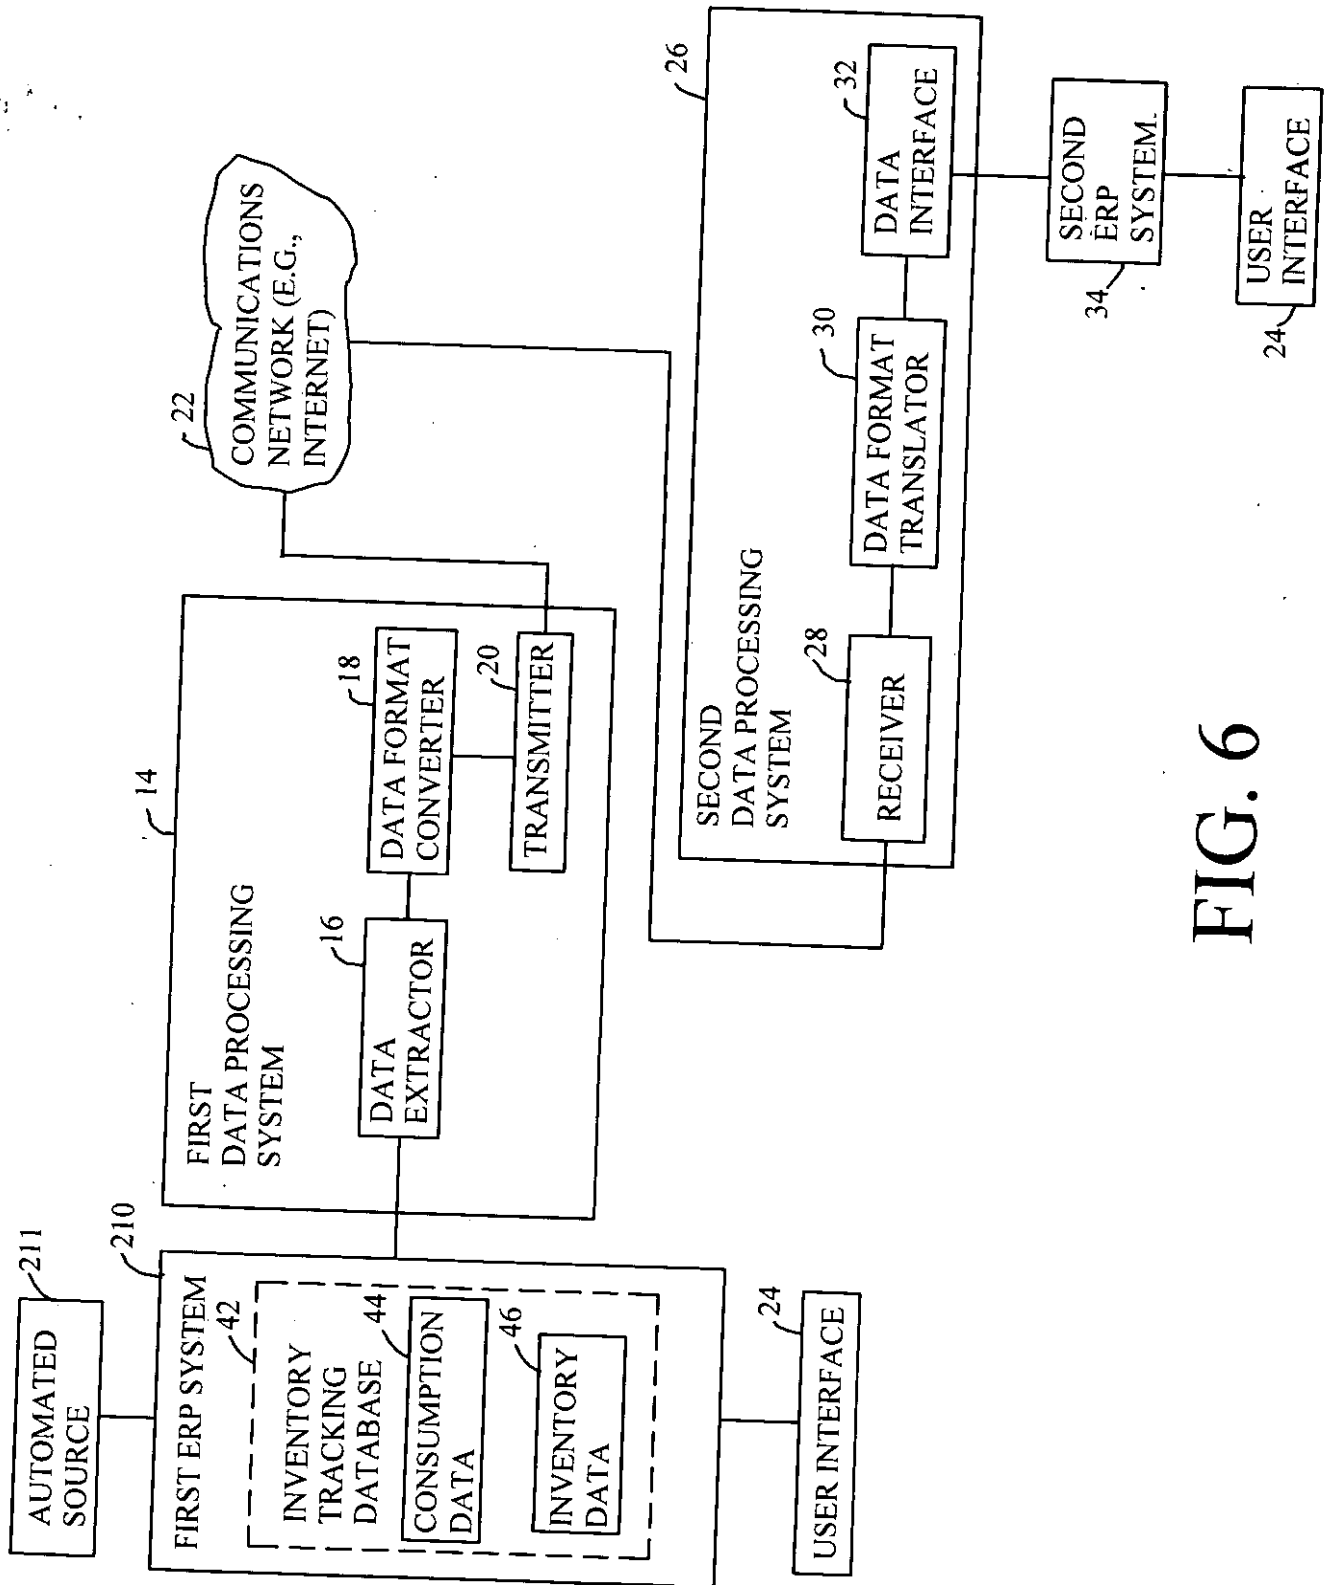 AUTOMATED
SOURCE
211
210
FIRST ERP SYSTEM
42
INVENTORY
TRACKING
DATABASE
44
CONSUMPTION
DATA
46
INVENTORY
DATA
24
USER INTERFACE
14
FIRST
DATA PROCESSING
SYSTEM
16
DATA
EXTRACTOR
18
DATA FORMAT
CONVERTER
20
TRANSMITTER
22
COMMUNICATIONS
NETWORK (E.G.,
INTERNET)
26
SECOND
DATA PROCESSING
SYSTEM
28
RECEIVER
30
DATA FORMAT
TRANSLATOR
32
DATA
INTERFACE
34
SECOND
ERP
SYSTEM
24
USER
INTERFACE
FIG. 6